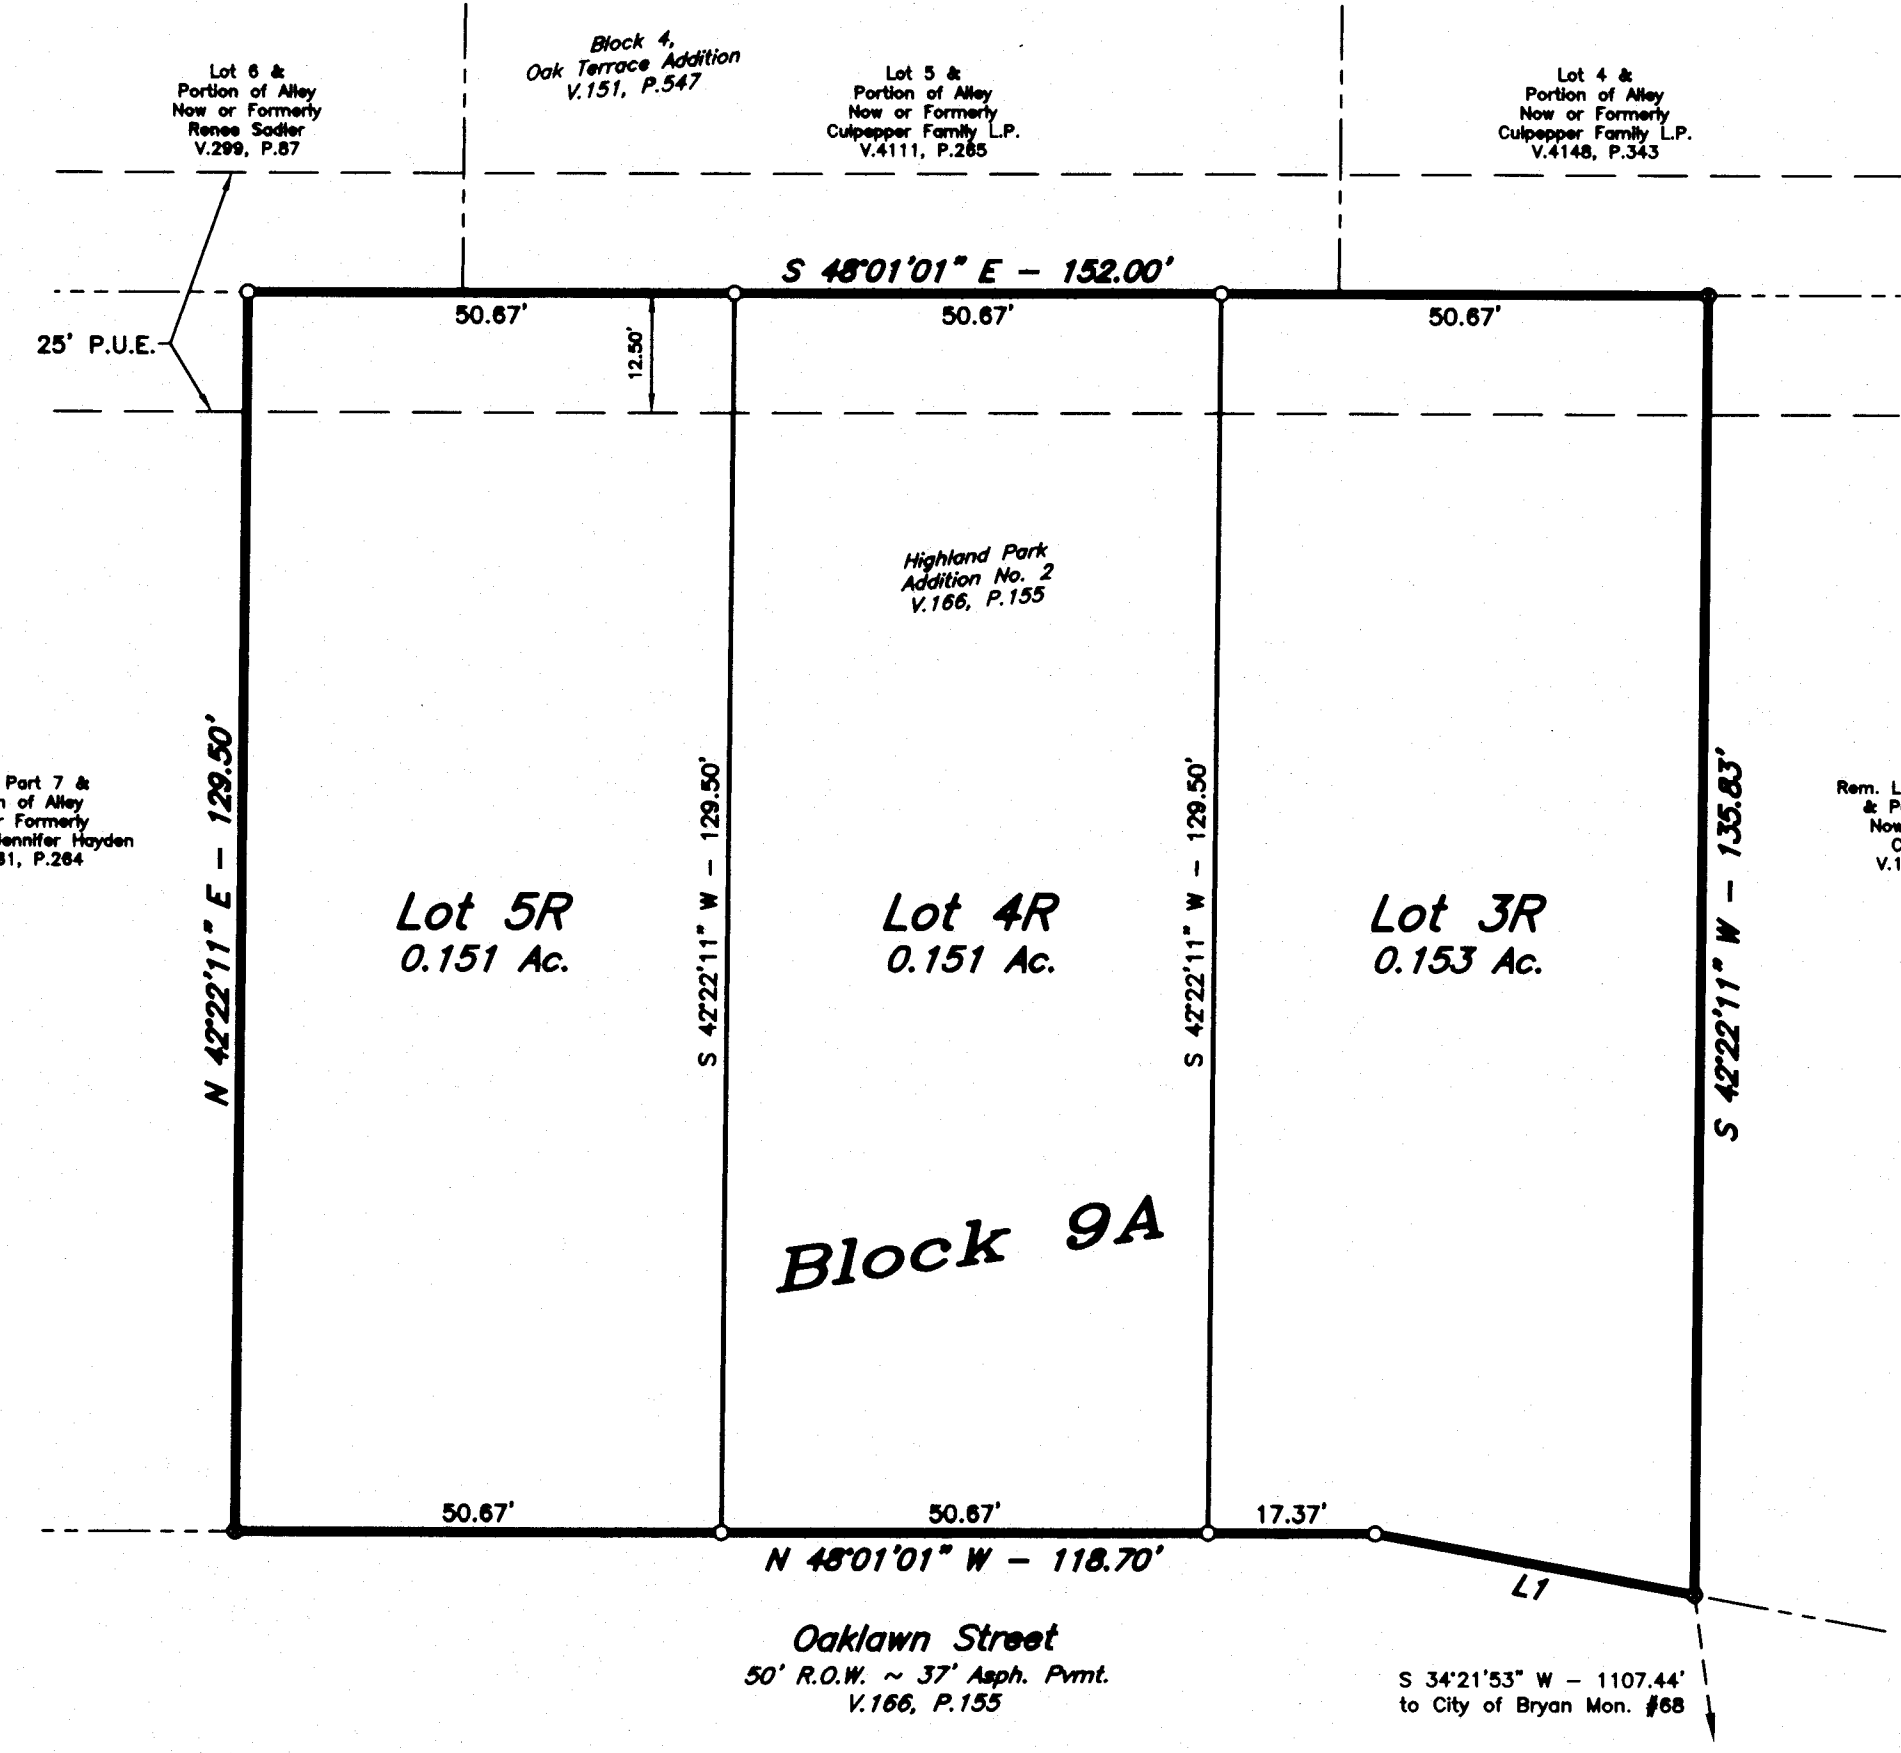 Block 4,
Oak Terrace Addition
V.151, P.547
Lot 6 &
Portion of Alley
Now or Formerly
Renee Sadler
V.299, P.87
Lot 5 &
Portion of Alley
Now or Formerly
Culpepper Family L.P.
V.4111, P.265
Lot 4 &
Portion of Alley
Now or Formerly
Culpepper Family L.P.
V.4148, P.343
S 48°01'01" E - 152.00'
50.67'
50.67'
50.67'
25' P.U.E.
12.50'
Highland Park
Addition No. 2
V.166, P.155
N 42°22'11" E - 129.50'
S 42°22'11" W - 129.50'
S 42°22'11" W - 129.50'
S 42°22'11" W - 135.83'
Part 7 &
of Alley
Formerly
Jennifer Hayden
31, P.264
Rem.
&
Now
V.1
Lot 5R
0.151 Ac.
Lot 4R
0.151 Ac.
Lot 3R
0.153 Ac.
Block 9A
50.67'
50.67'
17.37'
N 48°01'01" W - 118.70'
L1
Oaklawn Street
50' R.O.W. ~ 37' Asph. Pvmt.
V.166, P.155
S 34°21'53" W - 1107.44'
to City of Bryan Mon. #68